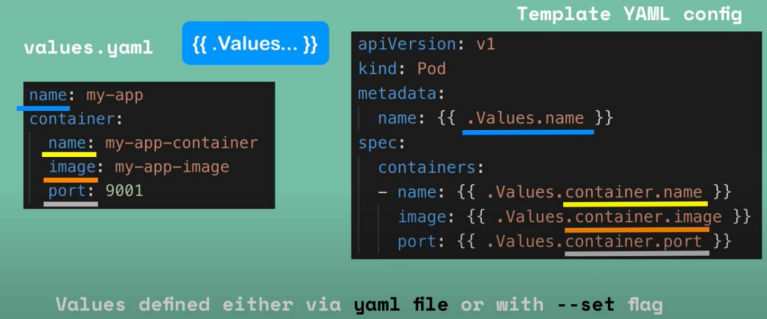 Template YAML config
values.yaml
{{ .Values... }}
name: my-app
container:
  name: my-app-container
  image: my-app-image
  port: 9001
apiVersion: v1
kind: Pod
metadata:
  name: {{ .Values.name }}
spec:
  containers:
  - name: {{ .Values.container.name }}
    image: {{ .Values.container.image }}
    port: {{ .Values.container.port }}
Values defined either via yaml file or with --set flag